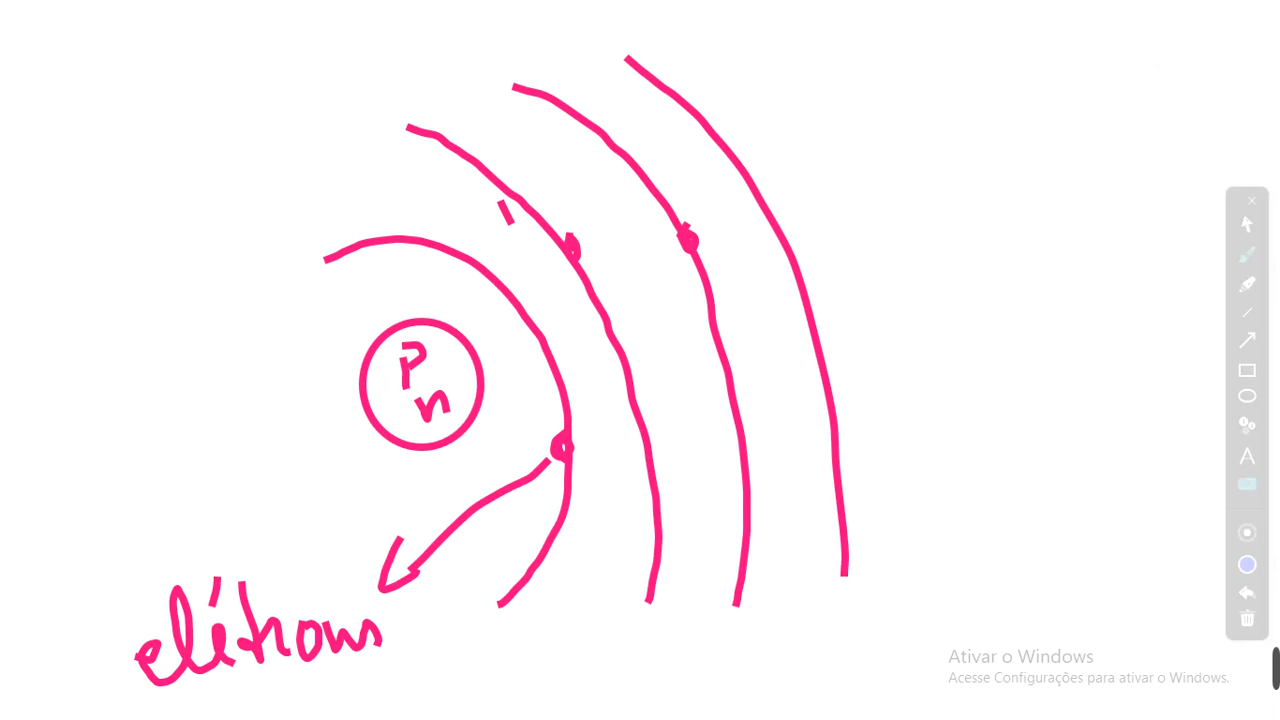 P
n
elétrons
A
Ativar o Windows
Acesse Configurações para ativar o Windows.